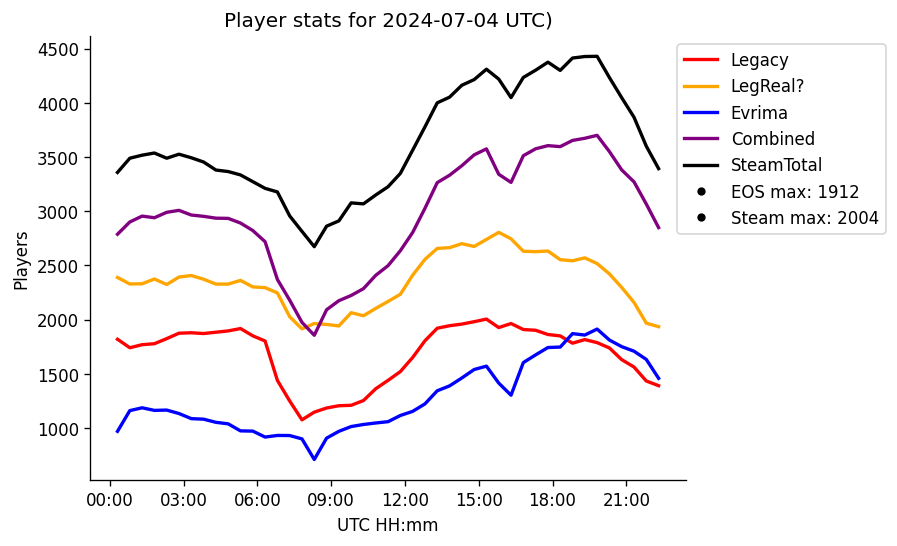 Player stats for 2024-07-04 UTC)
4500
4000
3500
3000
2500
2000
1500
1000
Players
00:00 03:00 06:00 09:00 12:00 15:00 18:00 21:00
UTC HH:mm
Legacy
LegReal?
Evrima
Combined
SteamTotal
EOS max: 1912
Steam max: 2004